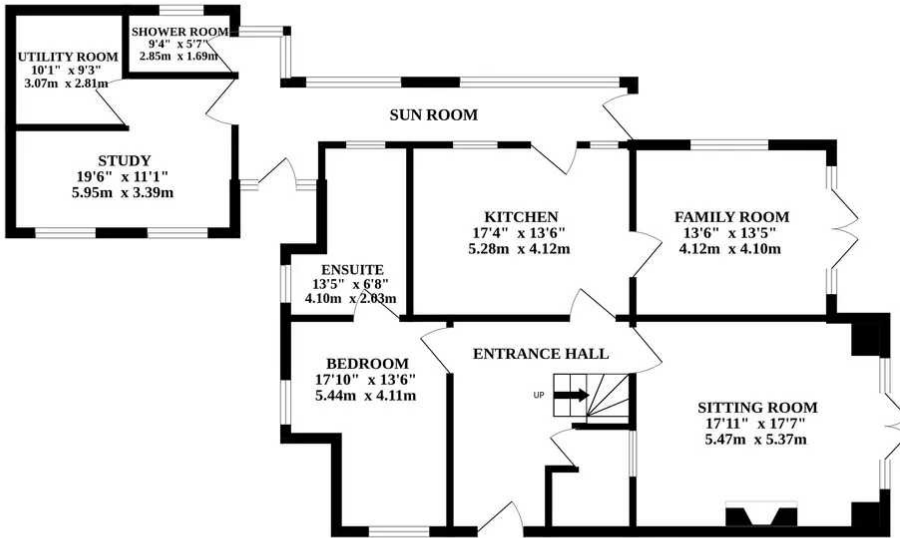 SHOWER ROOM
9'4" x 5'7"
2.85m x 1.69m
UTILITY ROOM
10'1" x 9'3"
3.07m x 2.81m
SUN ROOM
STUDY
19'6" x 11'1"
5.95m x 3.39m
KITCHEN
17'4" x 13'6"
5.28m x 4.12m
FAMILY ROOM
13'6" x 13'5"
4.12m x 4.10m
ENSUITE
13'5" x 6'8"
4.10m x 2.03m
BEDROOM
17'10" x 13'6"
5.44m x 4.11m
ENTRANCE HALL
UP
SITTING ROOM
17'11" x 17'7"
5.47m x 5.37m